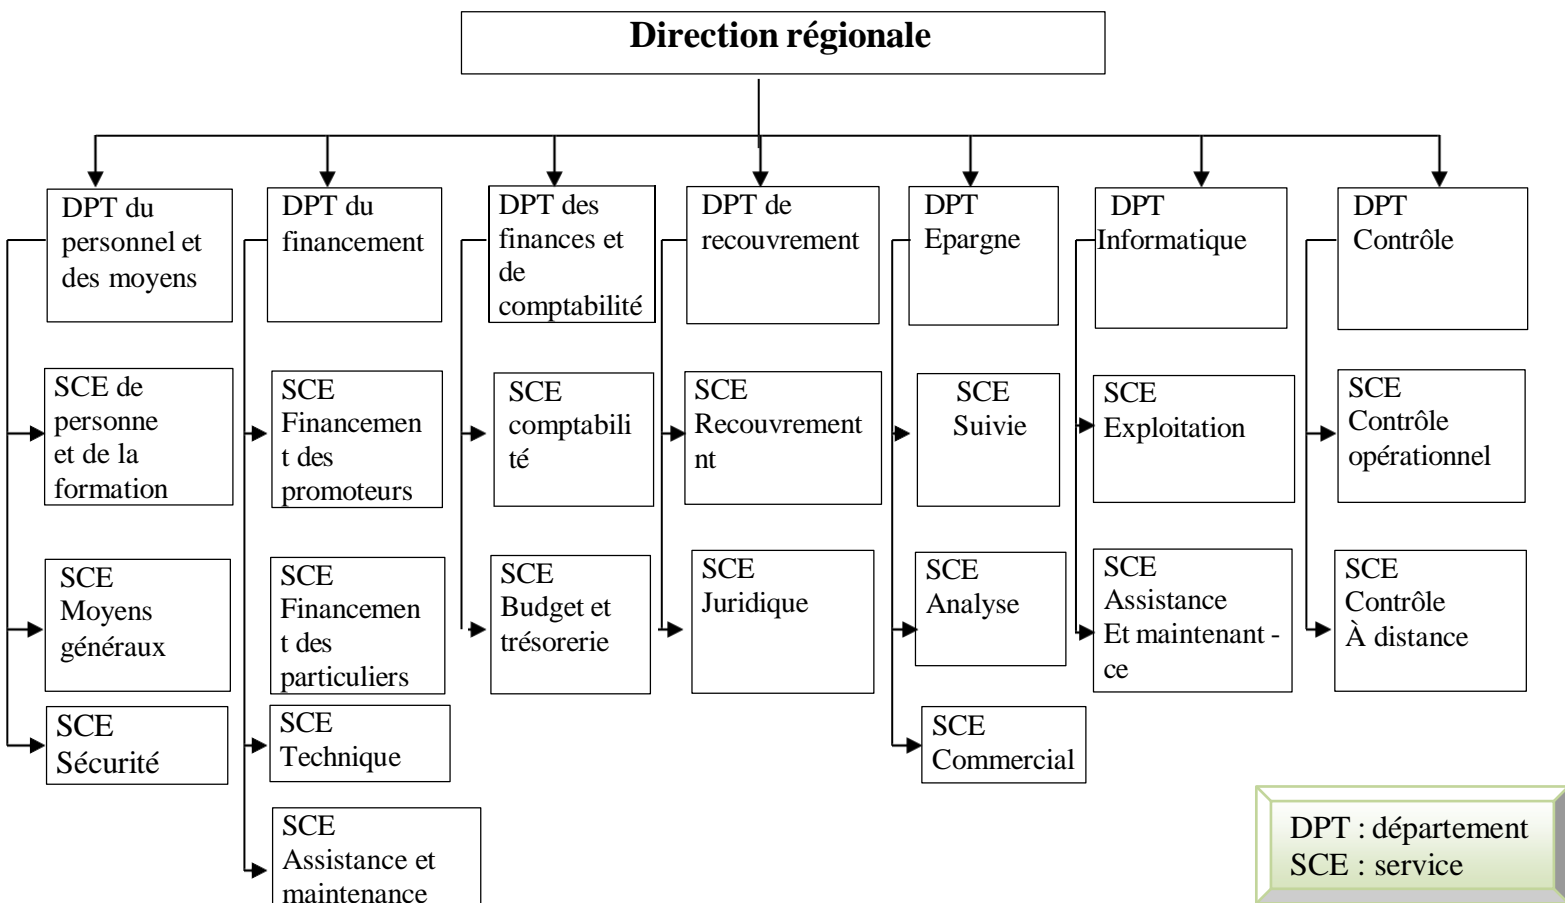 Direction régionale
DPT du
personnel et
des moyens
DPT du
financement
DPT des
finances et
de
comptabilité
DPT de
recouvrement
DPT
Epargne
DPT
Informatique
DPT
Contrôle
SCE de
personne
et de la
formation
SCE
Financemen
t des
promoteurs
SCE
comptabili
té
SCE
Recouvrement
nt
SCE
Suivie
SCE
Exploitation
SCE
Contrôle
opérationnel
SCE
Moyens
généraux
SCE
Financemen
t des
particuliers
SCE
Budget et
trésorerie
SCE
Juridique
SCE
Analyse
SCE
Assistance
Et maintenant -
ce
SCE
Contrôle
À distance
SCE
Sécurité
SCE
Technique
SCE
Commercial
SCE
Assistance et
maintenance
DPT : département
SCE : service